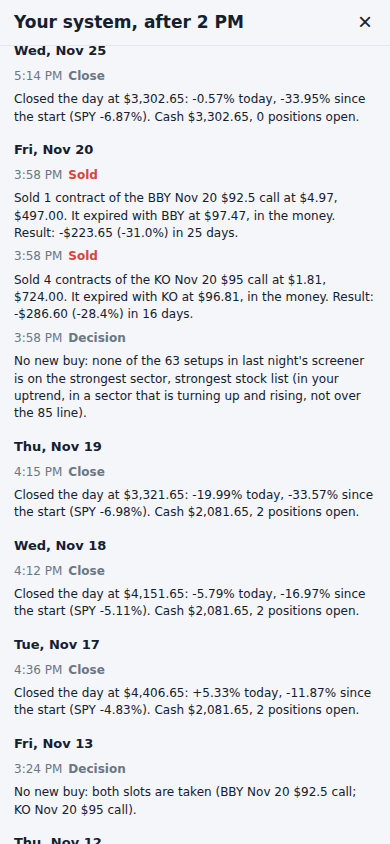 Your system, after 2 PM ✕
Wed, Nov 25
5:14 PM Close
Closed the day at $3,302.65: -0.57% today, -33.95% since
the start (SPY -6.87%). Cash $3,302.65, 0 positions open.
Fri, Nov 20
3:58 PM Sold
Sold 1 contract of the BBY Nov 20 $92.5 call at $4.97,
$497.00. It expired with BBY at $97.47, in the money.
Result: -$223.65 (-31.0%) in 25 days.
3:58 PM Sold
Sold 4 contracts of the KO Nov 20 $95 call at $1.81,
$724.00. It expired with KO at $96.81, in the money. Result:
-$286.60 (-28.4%) in 16 days.
3:58 PM Decision
No new buy: none of the 63 setups in last night's screener
is on the strongest sector, strongest stock list (in your
uptrend, in a sector that is turning up and rising, not over
the 85 line).
Thu, Nov 19
4:15 PM Close
Closed the day at $3,321.65: -19.99% today, -33.57% since
the start (SPY -6.98%). Cash $2,081.65, 2 positions open.
Wed, Nov 18
4:12 PM Close
Closed the day at $4,151.65: -5.79% today, -16.97% since
the start (SPY -5.11%). Cash $2,081.65, 2 positions open.
Tue, Nov 17
4:36 PM Close
Closed the day at $4,406.65: +5.33% today, -11.87% since
the start (SPY -4.83%). Cash $2,081.65, 2 positions open.
Fri, Nov 13
3:24 PM Decision
No new buy: both slots are taken (BBY Nov 20 $92.5 call;
KO Nov 20 $95 call).
Thu, Nov 12